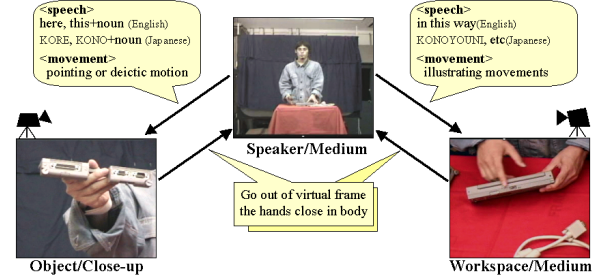 <speech>
here, this+noun (English)
KORE, KONO+noun (Japanese)
<movement>
pointing or deictic motion
<speech>
in this way(English)
KONOYOUNI, etc(Japanese)
<movement>
illustrating movements
Speaker/Medium
Go out of virtual frame
the hands close in body
Object/Close-up
Workspace/Medium